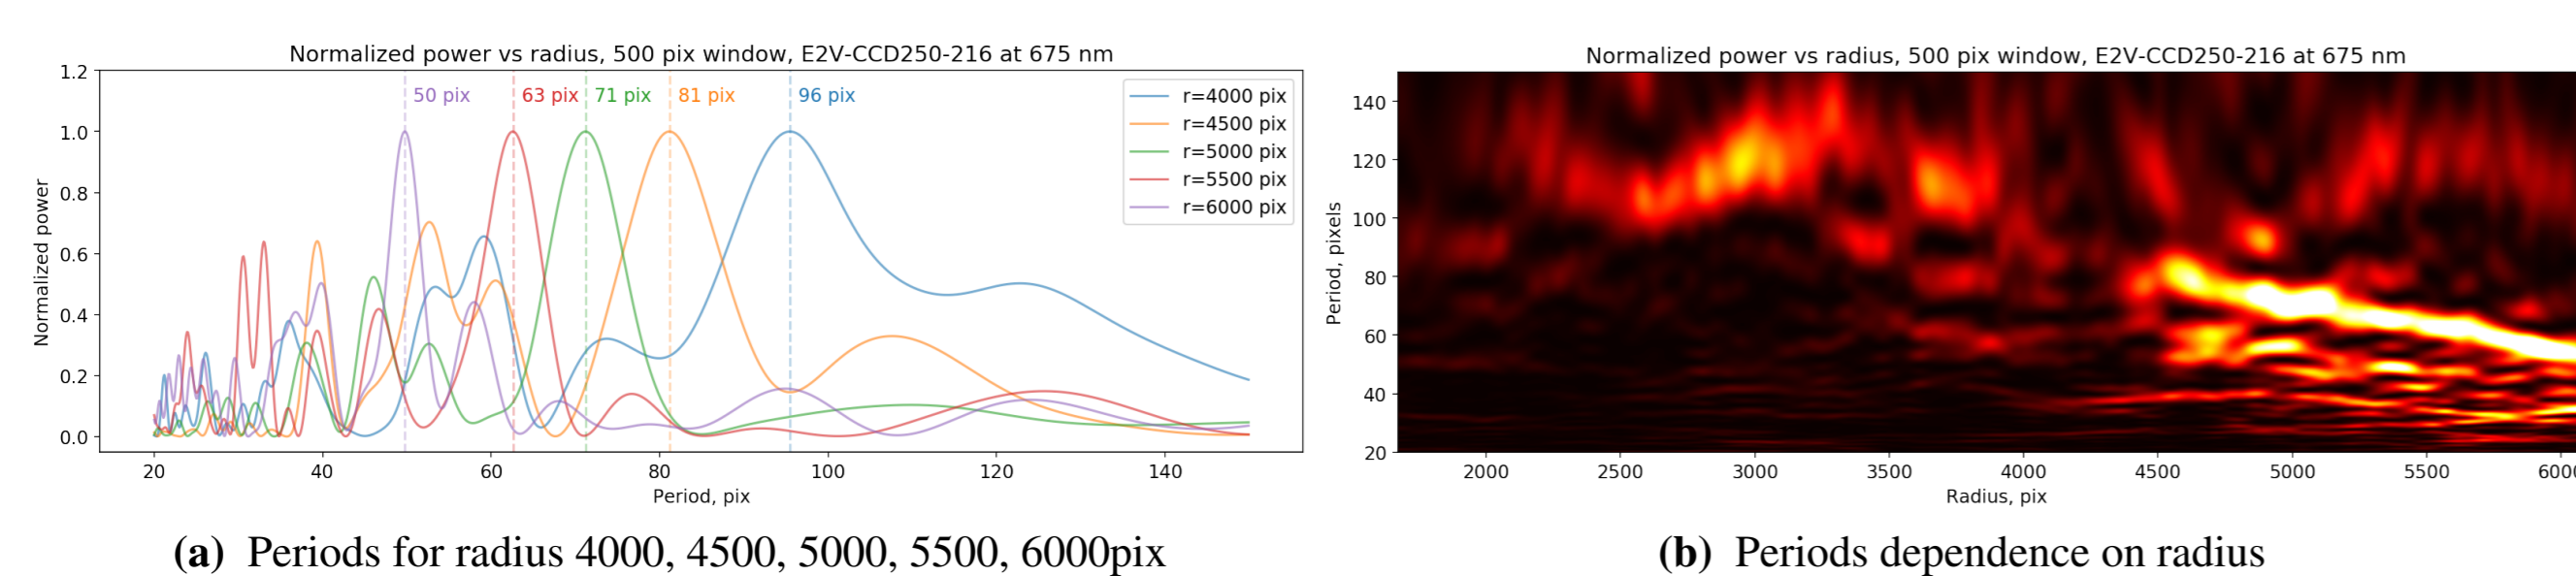 Normalized power vs radius, 500 pix window, E2V-CCD250-216 at 675 nm
1.2
1.0
0.8
0.6
0.4
0.2
0.0
Normalized power
50 pix
63 pix
71 pix
81 pix
96 pix
r=4000 pix
r=4500 pix
r=5000 pix
r=5500 pix
r=6000 pix
20 40 60 80 100 120 140
Period, pix
(a) Periods for radius 4000, 4500, 5000, 5500, 6000pix
Normalized power vs radius, 500 pix window, E2V-CCD250-216 at 675 nm
140
120
100
80
60
40
20
Period, pixels
2000 2500 3000 3500 4000 4500 5000 5500 600
Radius, pix
(b) Periods dependence on radius